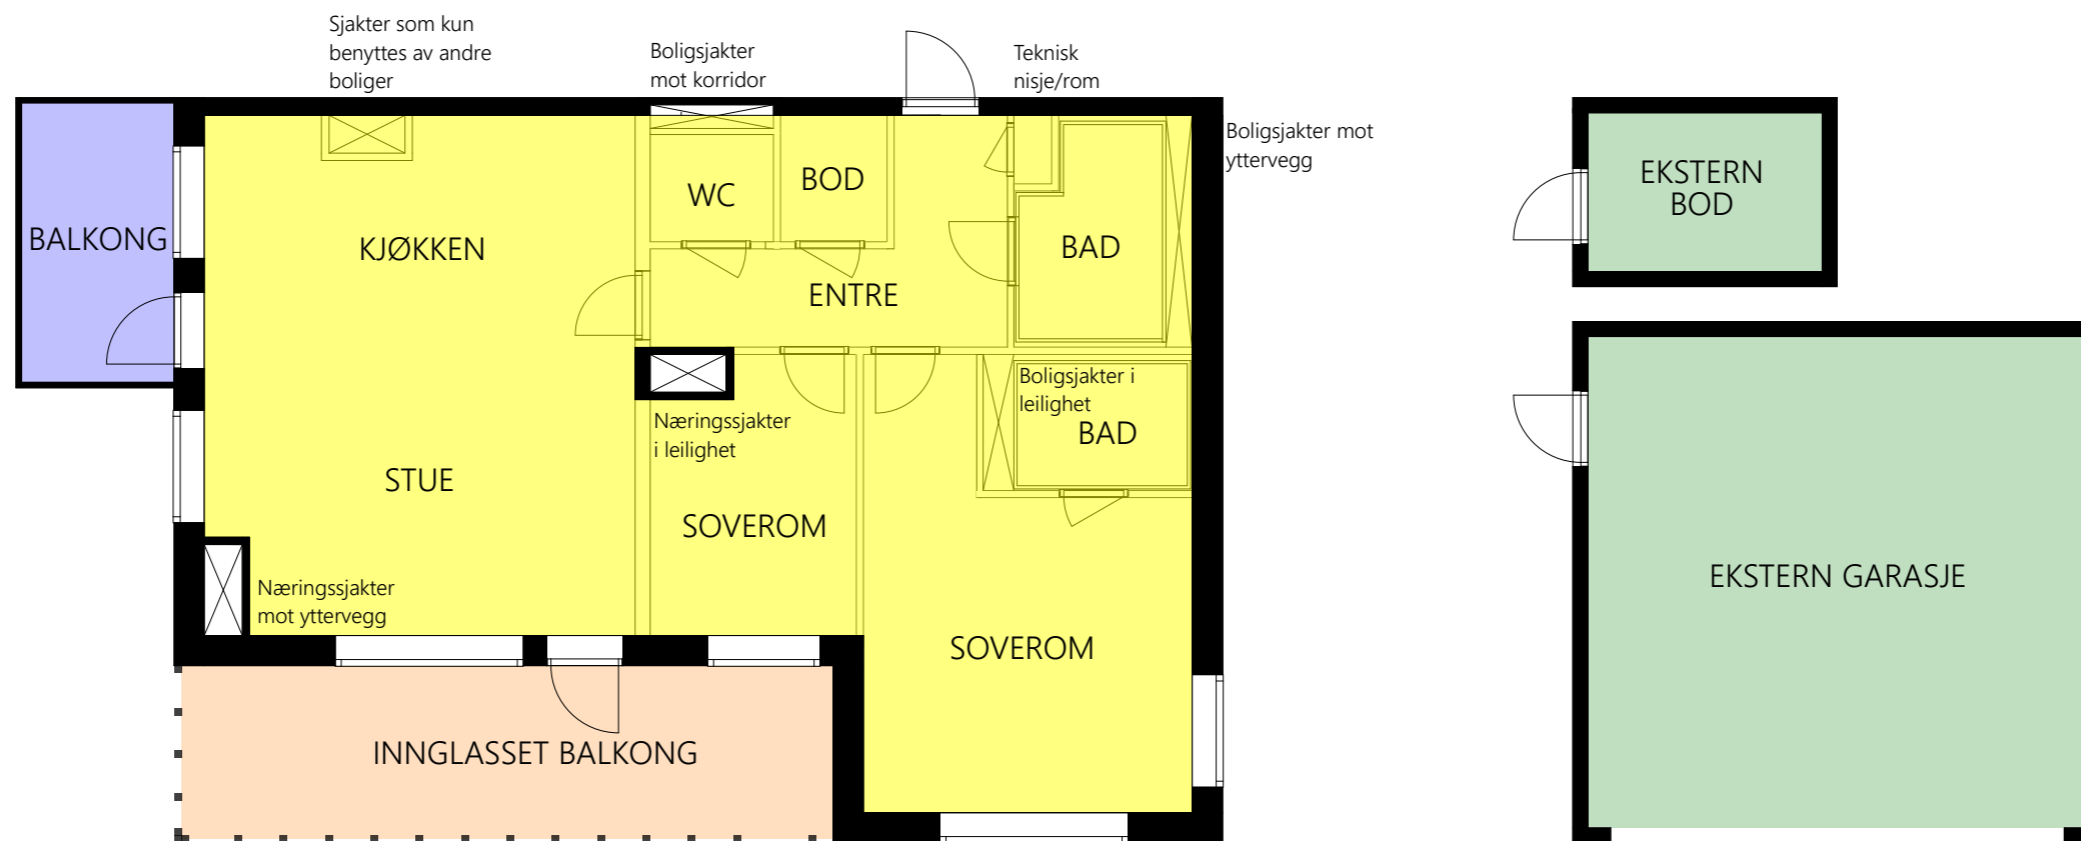 Sjakter som kun
benyttes av andre
boliger
Boligsjakter
mot korridor
Teknisk
nisje/rom
Boligsjakter mot
yttervegg
BALKONG
KJØKKEN
WC
BOD
ENTRE
BAD
EKSTERN
BOD
Boligsjakter i
leilighet
BAD
Næringssjakter
i leilighet
STUE
SOVEROM
Næringssjakter
mot yttervegg
SOVEROM
EKSTERN GARASJE
INNGLASSET BALKONG